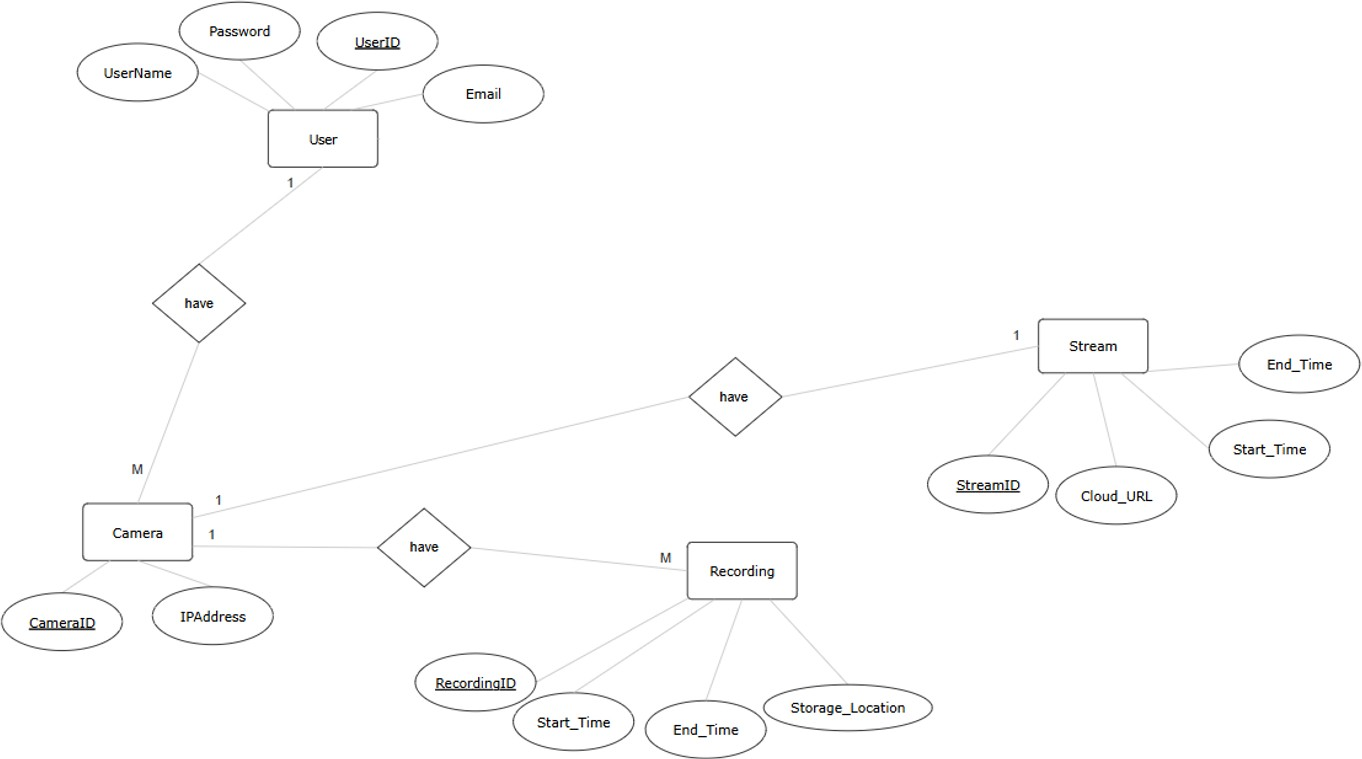 Password
UserID
UserName
Email
User
1
have
M
Camera
CameraID
IPAddress
1
have
1
Stream
End_Time
Start_Time
StreamID
Cloud_URL
1
have
M
Recording
RecordingID
Start_Time
End_Time
Storage_Location